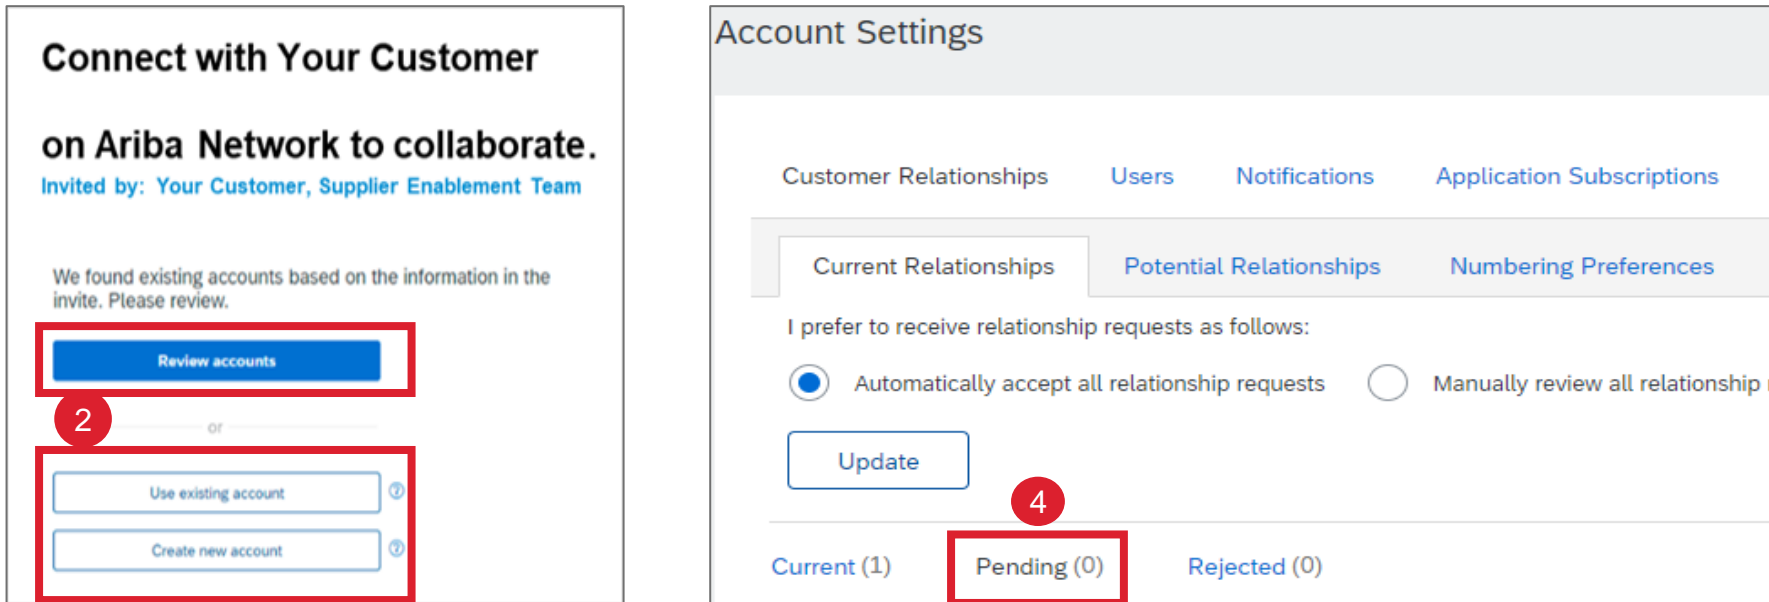 Connect with Your Customer
on Ariba Network to collaborate.
Invited by: Your Customer, Supplier Enablement Team
We found existing accounts based on the information in the
invite. Please review.
Review accounts
2
or
Use existing account ?
Create new account ?
Account Settings
Customer Relationships Users Notifications Application Subscriptions
Current Relationships Potential Relationships Numbering Preferences
I prefer to receive relationship requests as follows:
Automatically accept all relationship requests Manually review all relationship
Update
4
Current (1) Pending (0) Rejected (0)